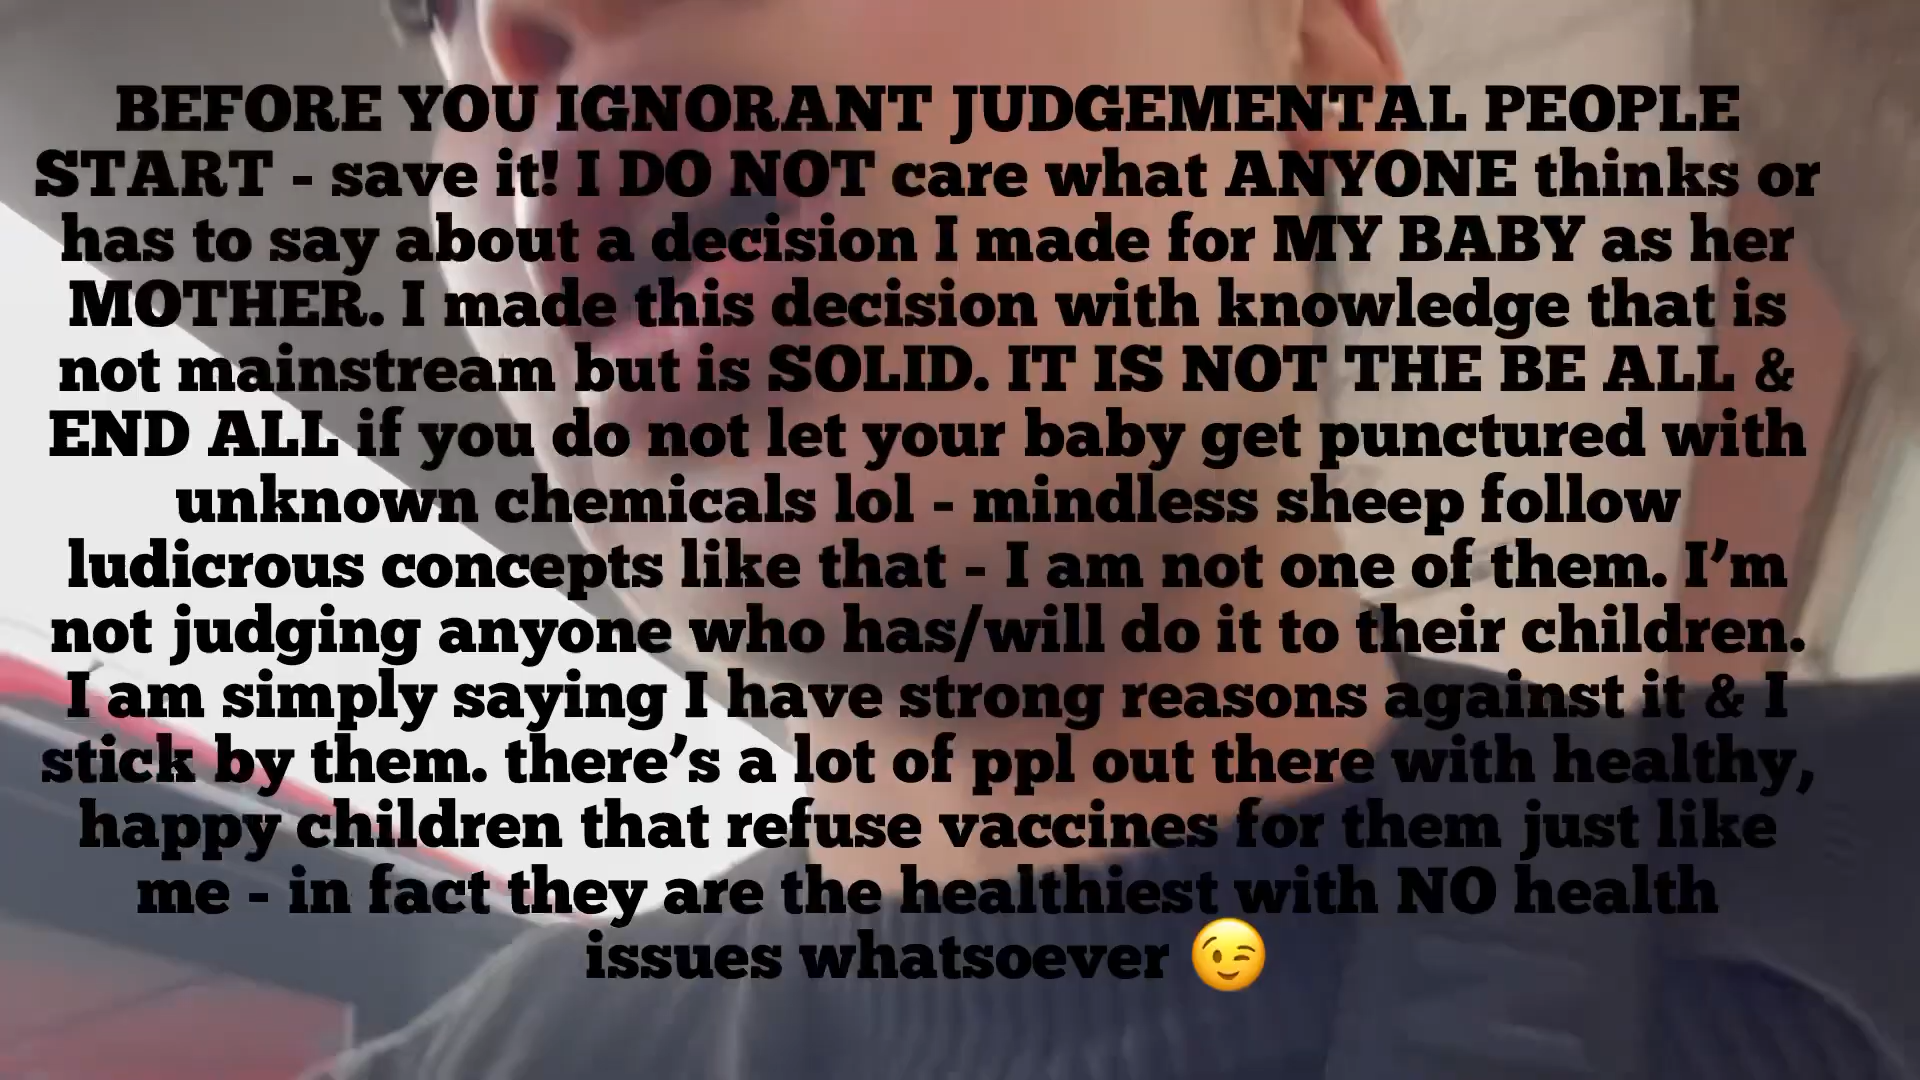 BEFORE YOU IGNORANT JUDGEMENTAL PEOPLE
START - save it! I DO NOT care what ANYONE thinks or
has to say about a decision I made for MY BABY as her
MOTHER. I made this decision with knowledge that is
not mainstream but is SOLID. IT IS NOT THE BE ALL &
END ALL if you do not let your baby get punctured with
unknown chemicals lol - mindless sheep follow
ludicrous concepts like that - I am not one of them. I’m
not judging anyone who has/will do it to their children.
I am simply saying I have strong reasons against it & I
stick by them. there’s a lot of ppl out there with healthy,
happy children that refuse vaccines for them just like
me - in fact they are the healthiest with NO health
issues whatsoever 😉